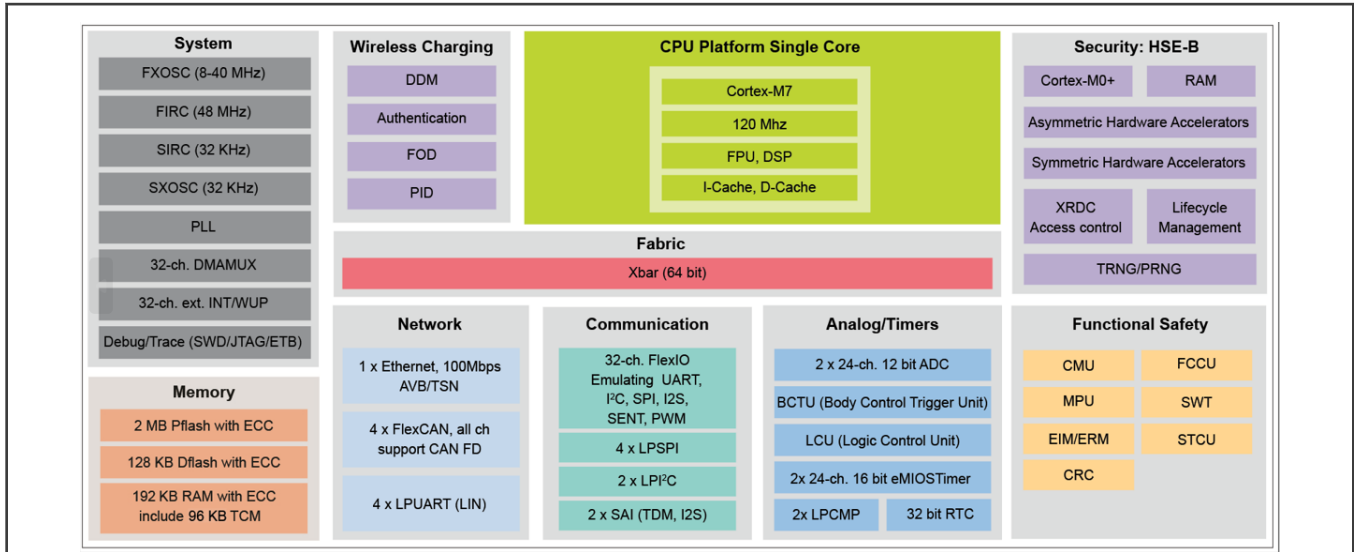 System
FXOSC (8-40 MHz)
FIRC (48 MHz)
SIRC (32 KHz)
SXOSC (32 KHz)
PLL
32-ch. DMAMUX
32-ch. ext. INT/WUP
Debug/Trace (SWD/JTAG/ETB)
Memory
2 MB Pflash with ECC
128 KB Dflash with ECC
192 KB RAM with ECC
include 96 KB TCM
Wireless Charging
DDM
Authentication
FOD
PID
CPU Platform Single Core
Cortex-M7
120 Mhz
FPU, DSP
I-Cache, D-Cache
Security: HSE-B
Cortex-M0+
RAM
Asymmetric Hardware Accelerators
Symmetric Hardware Accelerators
XRDC
Access control
Lifecycle
Management
TRNG/PRNG
Fabric
Xbar (64 bit)
Network
1 x Ethernet, 100Mbps
AVB/TSN
4 x FlexCAN, all ch
support CAN FD
4 x LPUART (LIN)
Communication
32-ch. FlexIO
Emulating UART,
I²C, SPI, I2S,
SENT, PWM
4 x LPSPI
2 x LPI²C
2 x SAI (TDM, I2S)
Analog/Timers
2 x 24-ch. 12 bit ADC
BCTU (Body Control Trigger Unit)
LCU (Logic Control Unit)
2x 24-ch. 16 bit eMIOSTimer
2x LPCMP
32 bit RTC
Functional Safety
CMU
FCCU
MPU
SWT
EIM/ERM
STCU
CRC